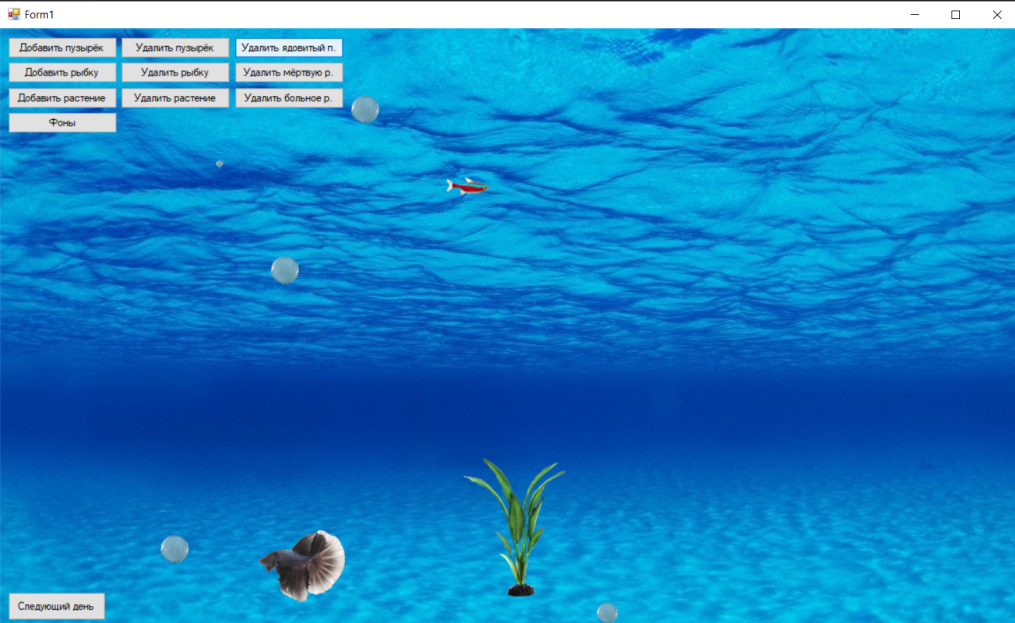 Form1
Добавить пузырёк Удалить пузырёк Удалить ядовитый п.
Добавить рыбку Удалить рыбку Удалить мёртвую р.
Добавить растение Удалить растение Удалить больное р.
Фоны
Следующий день